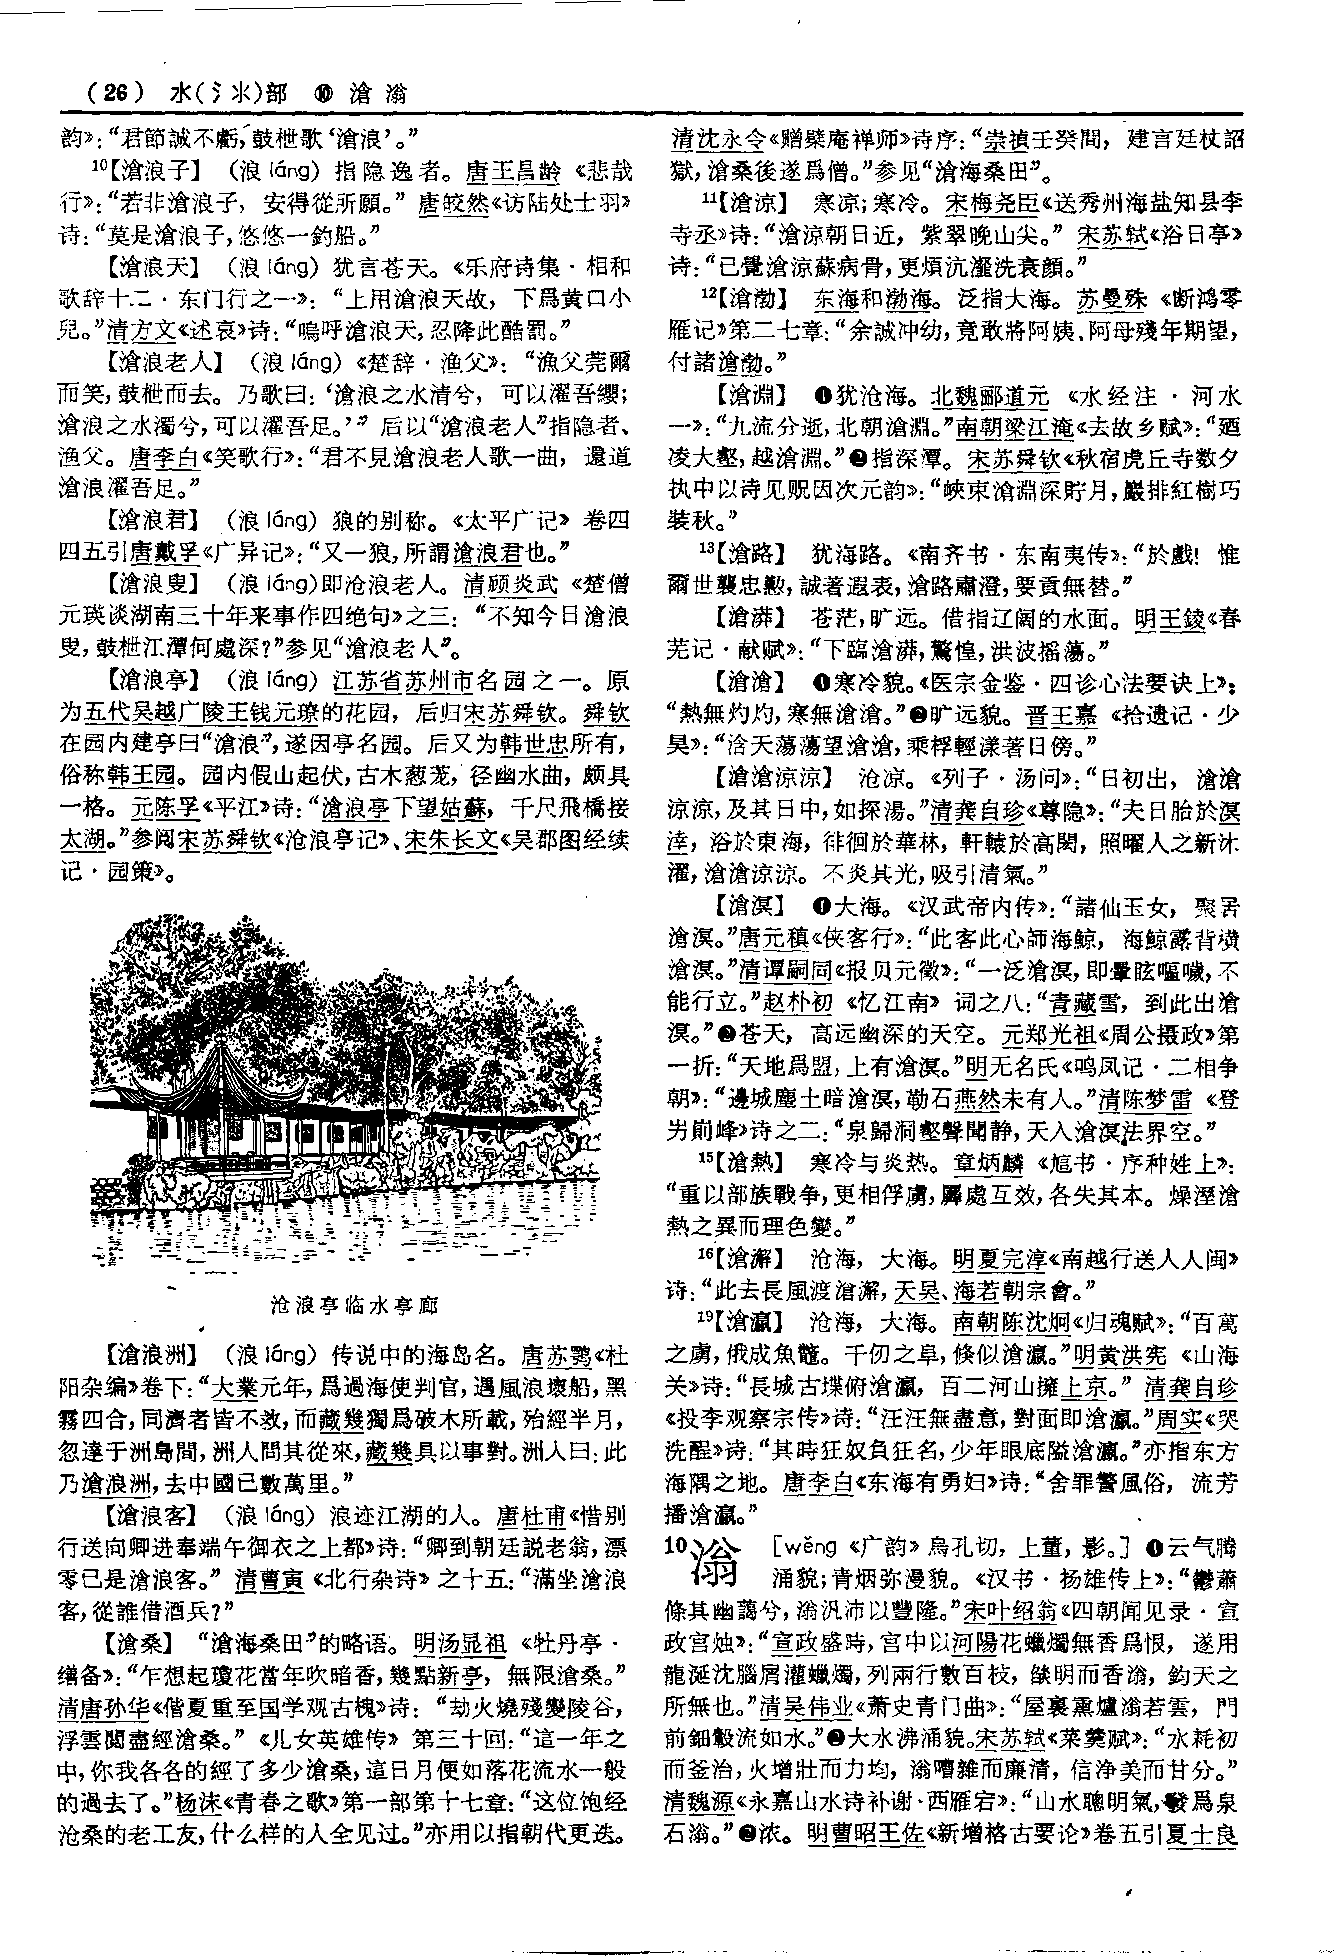 （26） 水(氵氺)部 ⑩ 滄 滃
韵》：“君節誠不虧，鼓枻歌‘滄浪’。”
¹⁰【滄浪子】（浪 láng）指隐逸者。唐王昌龄《悲哉
行》：“若非滄浪子，安得從所願。”唐皎然《访陆处士羽》
诗：“莫是滄浪子，悠悠一釣船。”
【滄浪天】（浪 láng）犹言苍天。《乐府诗集·相和
歌辞十二·东门行之一》：“上用滄浪天故，下爲黄口小
兒。”清方文《述哀》诗：“嗚呼滄浪天，忍降此酷罰。”
【滄浪老人】（浪 láng）《楚辞·渔父》：“漁父莞爾
而笑，鼓枻而去。乃歌曰：‘滄浪之水清兮，可以濯吾纓；
滄浪之水濁兮，可以濯吾足。’”后以“滄浪老人”指隐者、
渔父。唐李白《笑歌行》：“君不見滄浪老人歌一曲，還道
滄浪濯吾足。”
【滄浪君】（浪 láng）狼的别称。《太平广记》卷四
四五引唐戴孚《广异记》：“又一狼，所謂滄浪君也。”
【滄浪叟】（浪 láng）即沧浪老人。清顾炎武《楚僧
元瑛谈湖南三十年来事作四绝句》之三：“不知今日滄浪
叟，鼓枻江潭何處深？”参见“滄浪老人”。
【滄浪亭】（浪 láng）江苏省苏州市名园之一。原
为五代吴越广陵王钱元璙的花园，后归宋苏舜钦。舜钦
在园内建亭曰“滄浪”，遂因亭名园。后又为韩世忠所有，
俗称韩王园。园内假山起伏，古木葱茏，径幽水曲，颇具
一格。元陈孚《平江》诗：“滄浪亭下望姑蘇，千尺飛橋接
太湖。”参阅宋苏舜钦《沧浪亭记》、宋朱长文《吴郡图经续
记·园第》。
沧浪亭临水亭廊
【滄浪洲】（浪 láng）传说中的海岛名。唐苏鹗《杜
阳杂编》卷下：“大業元年，爲過海使判官，遇風浪壞船，黑
霧四合，同濟者皆不救，而藏幾獨爲破木所載，殆經半月，
忽達于洲島間，洲人問其從來，藏幾具以事對。洲人曰：此
乃滄浪洲，去中國已數萬里。”
【滄浪客】（浪 láng）浪迹江湖的人。唐杜甫《惜别
行送向卿进奉端午御衣之上都》诗：“卿到朝廷説老翁，漂
零已是滄浪客。”清曹寅《北行杂诗》之十五：“滿坐滄浪
客，從誰借酒兵？”
【滄桑】“滄海桑田”的略语。明汤显祖《牡丹亭·
缮备》：“乍想起瓊花當年吹暗香，幾點新亭，無限滄桑。”
清唐孙华《偕夏重至国学观古槐》诗：“劫火燒殘變陵谷，
浮雲閲盡經滄桑。”《儿女英雄传》第三十回：“這一年之
中，你我各各的經了多少滄桑，這日月便如落花流水一般
的過去了。”杨沫《青春之歌》第一部第十七章：“这位饱经
沧桑的老工友，什么样的人全见过。”亦用以指朝代更迭。
清沈永令《赠檗庵禅师》诗序：“崇禎壬癸間，建言廷杖詔
獄，滄桑後遂爲僧。”参见“滄海桑田”。
¹¹【滄凉】寒凉；寒冷。宋梅尧臣《送秀州海盐知县李
寺丞》诗：“滄涼朝日近，紫翠晚山尖。”宋苏轼《浴日亭》
诗：“已覺滄涼蘇病骨，更煩沆瀣洗衰顔。”
¹²【滄渤】东海和渤海。泛指大海。苏曼殊《断鸿零
雁记》第二七章：“余誠冲幼，竟敢將阿姨、阿母殘年期望，
付諸滄渤。”
【滄淵】❶犹沧海。北魏郦道元《水经注·河水
一》：“九流分逝，北朝滄淵。”南朝梁江淹《去故乡赋》：“迺
凌大壑，越滄淵。”❷指深潭。宋苏舜钦《秋宿虎丘寺数夕
执中以诗见贶因次元韵》：“峽束滄淵深貯月，巖排紅樹巧
裝秋。”
¹³【滄路】犹海路。《南齐书·东南夷传》：“於戲！惟
爾世襲忠懃，誠著遐表，滄路肅澄，要貢無替。”
【滄漭】苍茫，旷远。借指辽阔的水面。明王錂《春
芜记·献赋》：“下臨滄漭，驚惶，洪波摇蕩。”
【滄滄】❶寒冷貌。《医宗金鉴·四诊心法要诀上》：
“熱無灼灼，寒無滄滄。”❷旷远貌。晋王嘉《拾遗记·少
昊》：“浛天蕩蕩望滄滄，乘桴輕漾著日傍。”
【滄滄涼涼】沧凉。《列子·汤问》：“日初出，滄滄
涼涼，及其日中，如探湯。”清龚自珍《尊隐》：“夫日胎於溟
涬，浴於東海，徘徊於華林，軒轅於高閎，照曜人之新沐
濯，滄滄涼涼。不炎其光，吸引清氣。”
【滄溟】❶大海。《汉武帝内传》：“諸仙玉女，聚居
滄溟。”唐元稹《侠客行》：“此客此心師海鯨，海鯨露背横
滄溟。”清谭嗣同《报贝元徵》：“一泛滄溟，即暈眩嘔噦，不
能行立。”赵朴初《忆江南》词之八：“青藏雪，到此出滄
溟。”❷苍天，高远幽深的天空。元郑光祖《周公摄政》第
一折：“天地爲盟，上有滄溟。”明无名氏《鸣凤记·二相争
朝》：“邊城塵土暗滄溟，勒石燕然未有人。”清陈梦雷《登
岃崱峰》诗之二：“泉歸洞壑聲聞静，天入滄溟法界空。”
¹⁵【滄熱】寒冷与炎热。章炳麟《訄书·序种姓上》：
“重以部族戰争，更相俘虜，羼處互效，各失其本。燥溼滄
熱之異而理色變。”
¹⁶【滄澥】沧海，大海。明夏完淳《南越行送人入闽》
诗：“此去長風渡滄澥，天吴、海若朝宗會。”
¹⁹【滄瀛】沧海，大海。南朝陈沈炯《归魂赋》：“百萬
之虜，俄成魚鼈。千仞之阜，倏似滄瀛。”明黄洪宪《山海
关》诗：“長城古堞俯滄瀛，百二河山擁上京。”清龚自珍
《投李观察宗传》诗：“汪汪無盡意，對面即滄瀛。”周实《哭
洗醒》诗：“其時狂奴負狂名，少年眼底隘滄瀛。”亦指东方
海隅之地。唐李白《东海有勇妇》诗：“舍罪警風俗，流芳
播滄瀛。”
¹⁰滃 ［wěng《广韵》烏孔切，上董，影。］❶云气腾
涌貌；青烟弥漫貌。《汉书·扬雄传上》：“鬱蕭
條其幽藹兮，滃汎沛以豐隆。”宋叶绍翁《四朝闻见录·宣
政宫烛》：“宣政盛時，宫中以河陽花蠟燭無香爲恨，遂用
龍涎沈腦屑灌蠟燭，列兩行數百枝，燄明而香滃，鈞天之
所無也。”清吴伟业《萧史青门曲》：“屋裏熏爐滃若雲，門
前鈿轂流如水。”❷大水沸涌貌。宋苏轼《菜羹赋》：“水耗初
而釜治，火增壯而力均，滃嘈雜而廉清，信净美而甘分。”
清魏源《永嘉山水诗补谢·西雁宕》：“山水聰明氣，發爲泉
石滃。”❸浓。明曹昭王佐《新增格古要论》卷五引夏士良